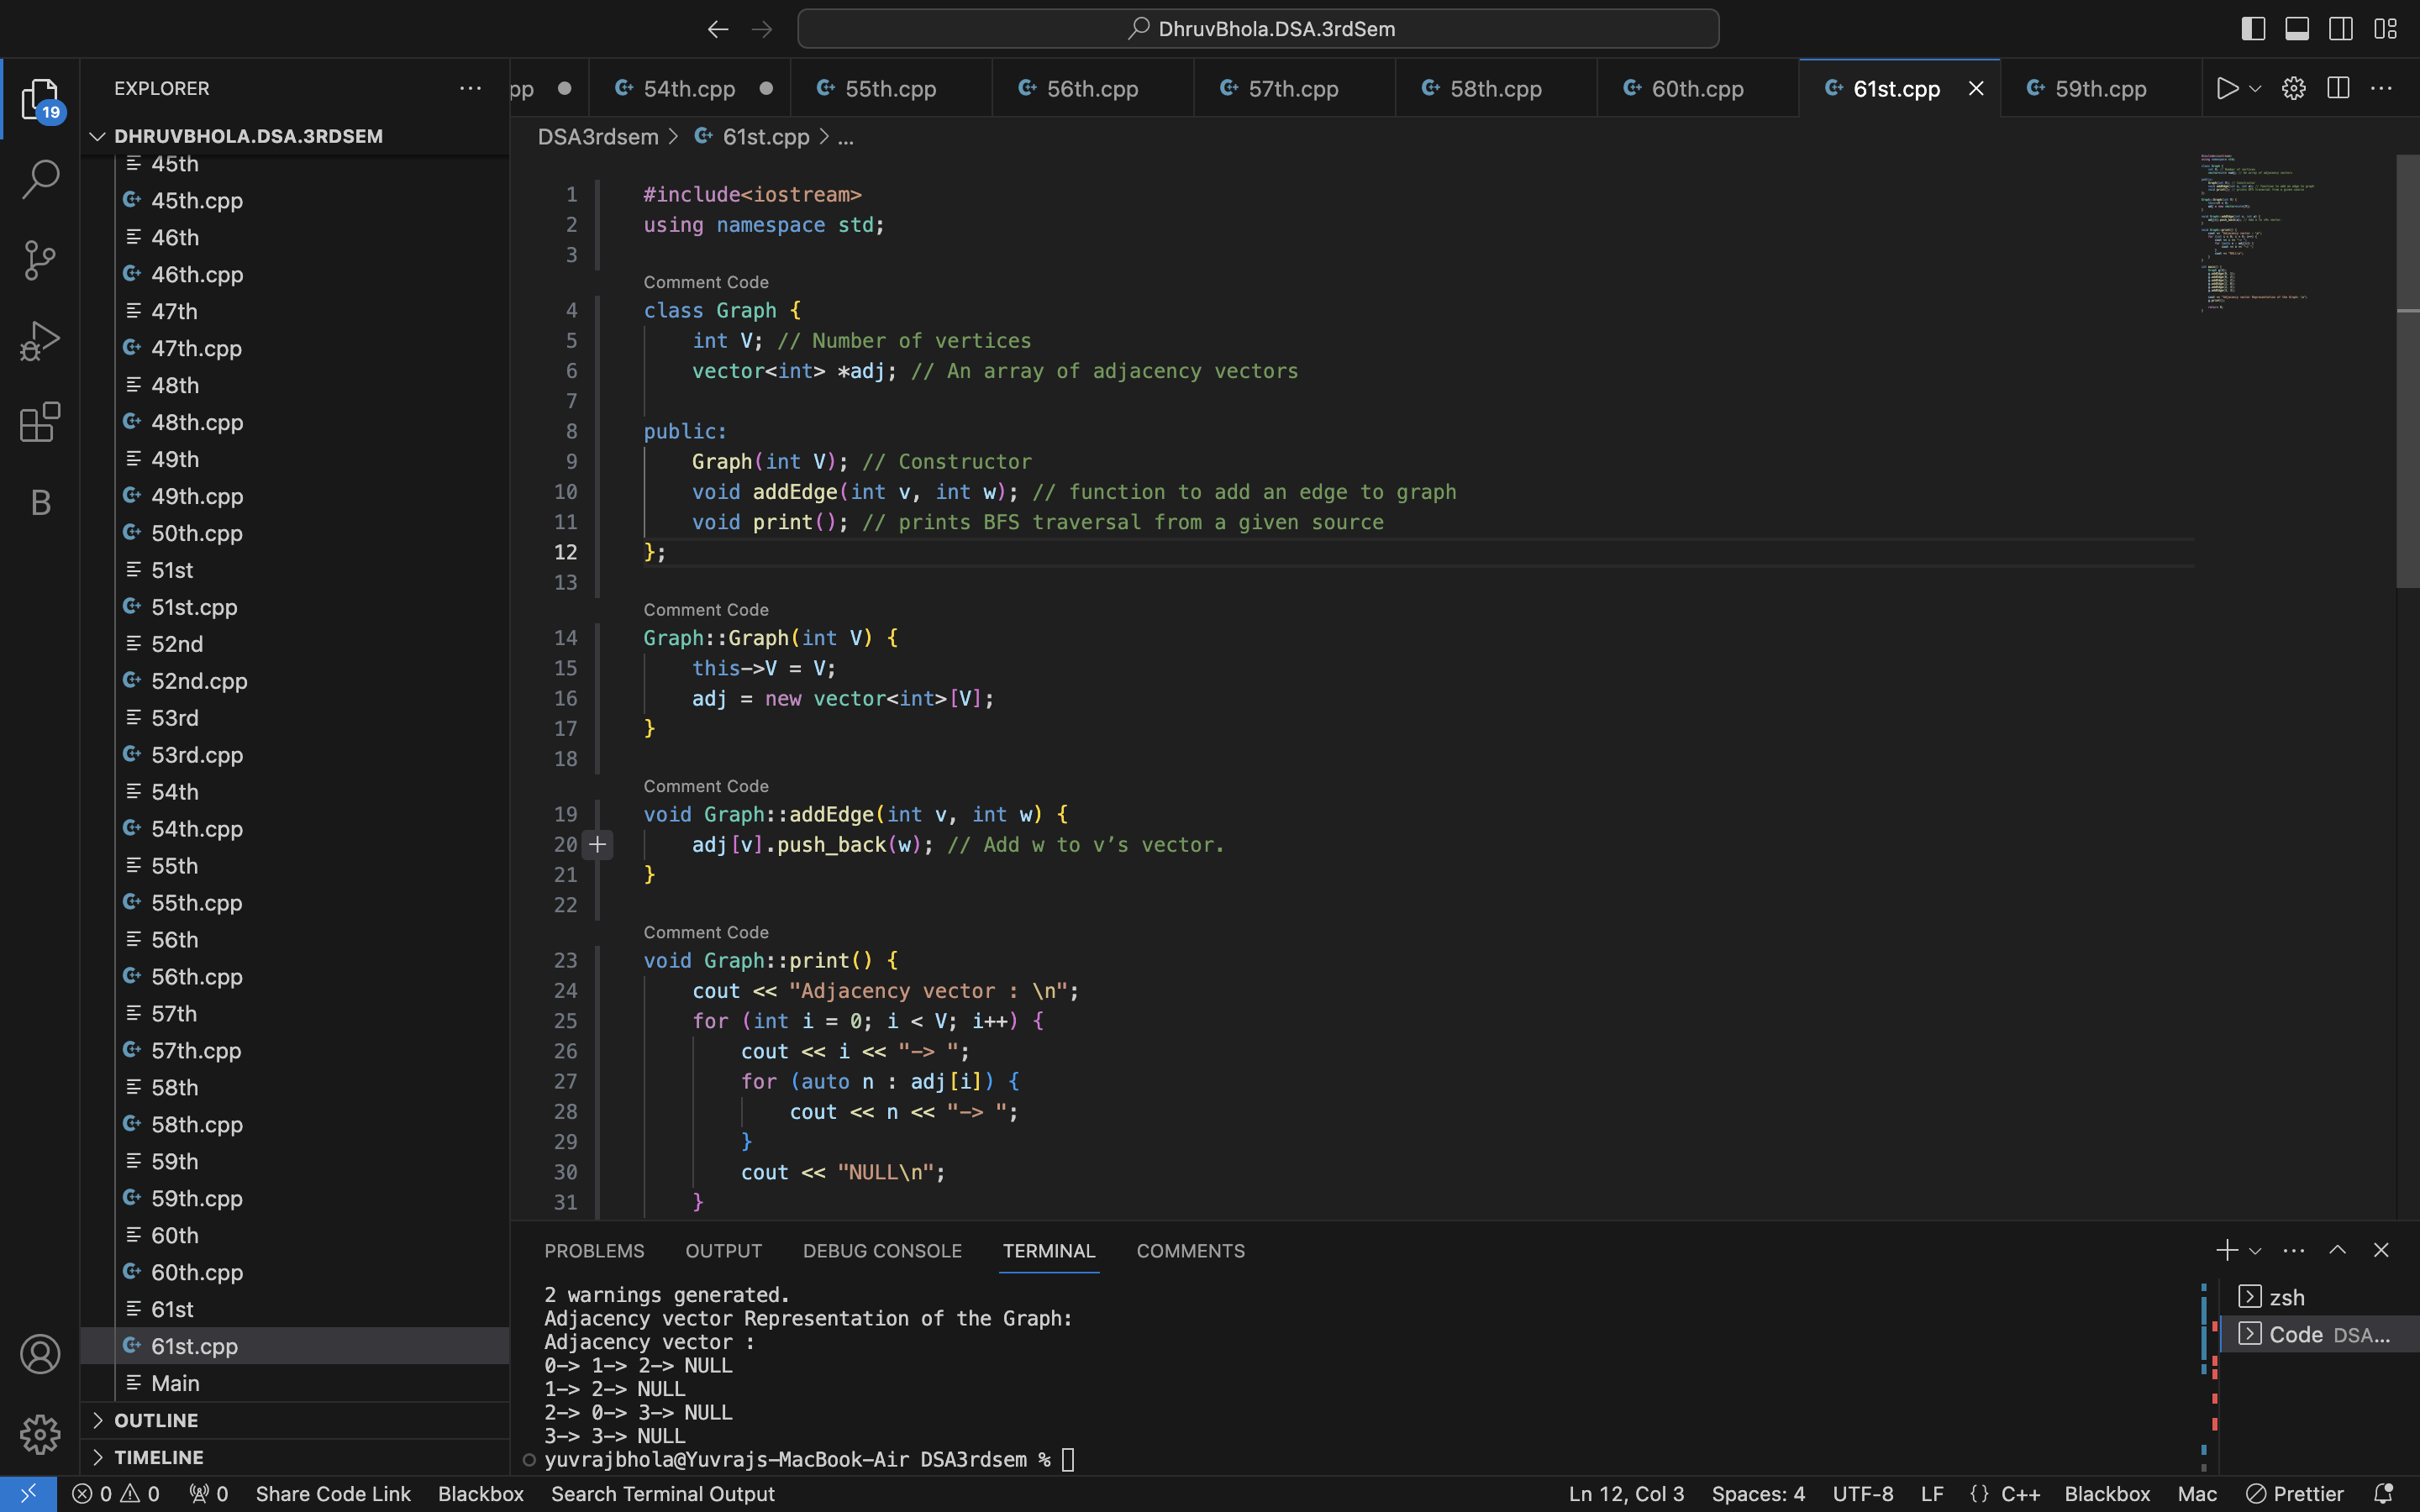 DhruvBhola.DSA.3rdSem
EXPLORER
pp
54th.cpp
55th.cpp
56th.cpp
57th.cpp
58th.cpp
60th.cpp
61st.cpp
59th.cpp
19
DHRUVBHOLA.DSA.3RDSEM
DSA3rdsem > 61st.cpp > ...
45th
45th.cpp
46th
46th.cpp
47th
47th.cpp
48th
48th.cpp
49th
49th.cpp
50th.cpp
51st
51st.cpp
52nd
52nd.cpp
53rd
53rd.cpp
54th
54th.cpp
55th
55th.cpp
56th
56th.cpp
57th
57th.cpp
58th
58th.cpp
59th
59th.cpp
60th
60th.cpp
61st
61st.cpp
Main
OUTLINE
TIMELINE
B
1 #include<iostream>
2 using namespace std;
3
Comment Code
4 class Graph {
5 int V; // Number of vertices
6 vector<int> *adj; // An array of adjacency vectors
7
8 public:
9 Graph(int V); // Constructor
10 void addEdge(int v, int w); // function to add an edge to graph
11 void print(); // prints BFS traversal from a given source
12 };
13
Comment Code
14 Graph::Graph(int V) {
15 this->V = V;
16 adj = new vector<int>[V];
17 }
18
Comment Code
19 void Graph::addEdge(int v, int w) {
20 adj[v].push_back(w); // Add w to v’s vector.
21 }
22
Comment Code
23 void Graph::print() {
24 cout << "Adjacency vector : \n";
25 for (int i = 0; i < V; i++) {
26 cout << i << "-> ";
27 for (auto n : adj[i]) {
28 cout << n << "-> ";
29 }
30 cout << "NULL\n";
31 }
PROBLEMS OUTPUT DEBUG CONSOLE TERMINAL COMMENTS
2 warnings generated.
Adjacency vector Representation of the Graph:
Adjacency vector :
0-> 1-> 2-> NULL
1-> 2-> NULL
2-> 0-> 3-> NULL
3-> 3-> NULL
yuvrajbhola@Yuvrajs-MacBook-Air DSA3rdsem %
zsh
Code DSA...
0 0 0 Share Code Link Blackbox Search Terminal Output
Ln 12, Col 3 Spaces: 4 UTF-8 LF {} C++ Blackbox Mac Prettier